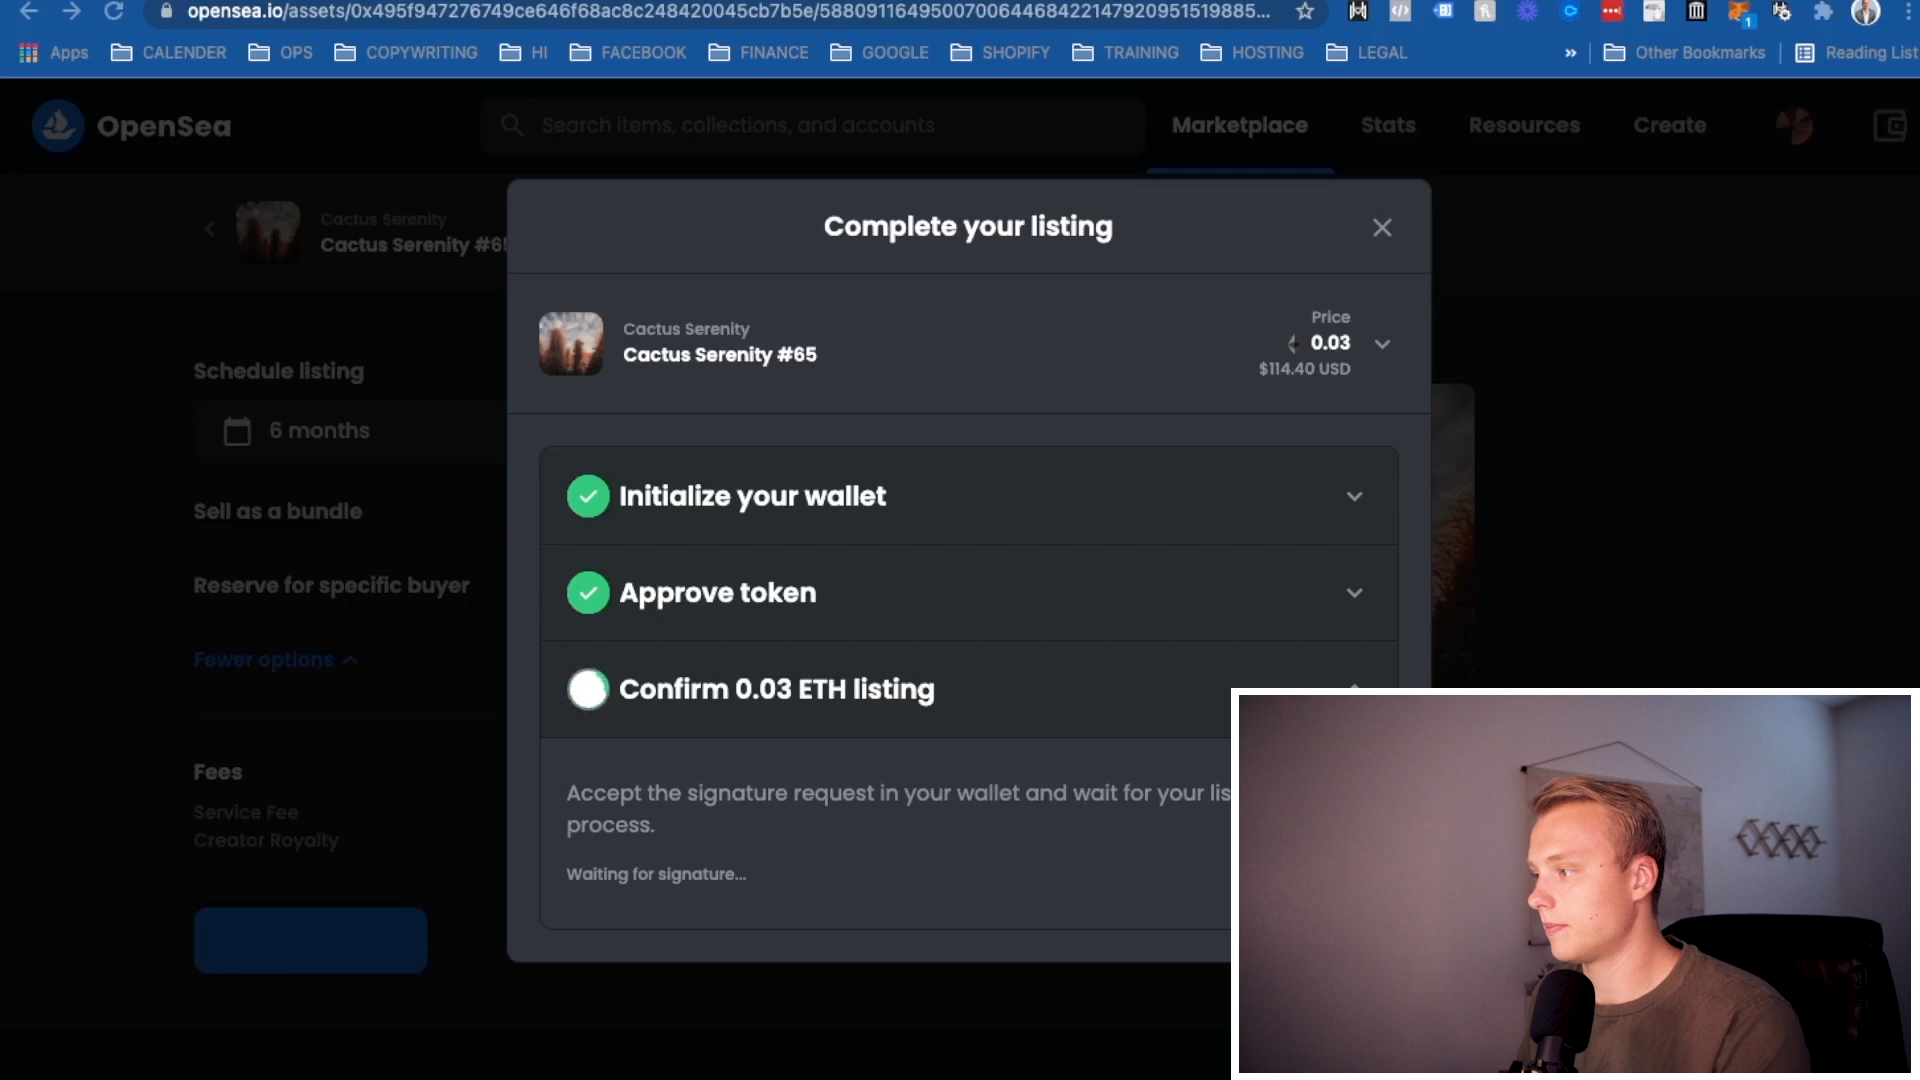 opensea.io/assets/0x495f947276749ce646f68ac8c248420045cb7b5e/58809116495007006446842214792095151988 5...
Apps CALENDER OPS COPYWRITING HI FACEBOOK FINANCE GOOGLE SHOPIFY TRAINING HOSTING LEGAL » Other Bookmarks Reading List
OpenSea Search items, collections, and accounts Marketplace Stats Resources Create
Cactus Serenity
Cactus Serenity #65
Complete your listing
Cactus Serenity
Cactus Serenity #65
Price
0.03
$114.40 USD
Schedule listing
6 months
Sell as a bundle
Reserve for specific buyer
Fewer options
Fees
Service Fee
Creator Royalty
Initialize your wallet
Approve token
Confirm 0.03 ETH listing
Accept the signature request in your wallet and wait for your lis
process.
Waiting for signature...
1